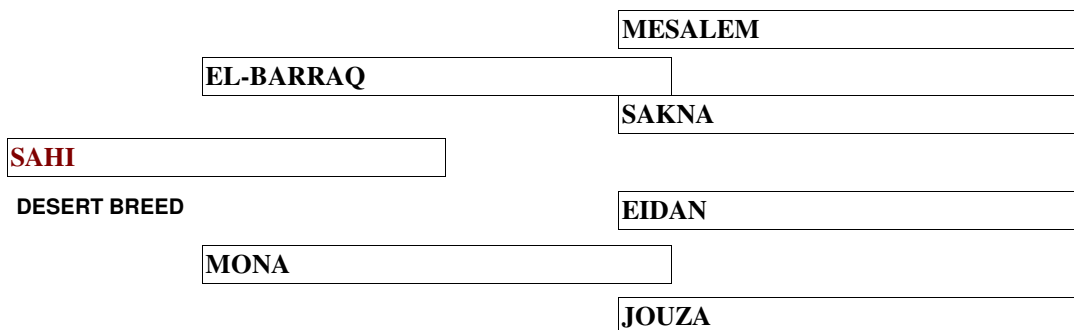 MESALEM
EL-BARRAQ
SAKNA
SAHI
DESERT BREED
EIDAN
MONA
JOUZA